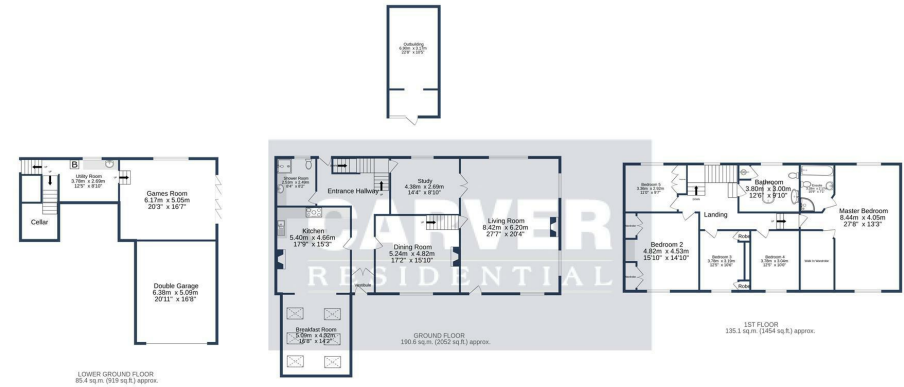 Outbuilding
Utility Room
3.78m x 2.69m
12'5" x 8'10"
B
Games Room
6.17m x 5.05m
20'3" x 16'7"
Cellar
Double Garage
6.38m x 5.09m
20'11" x 16'8"
LOWER GROUND FLOOR
85.4 sq.m. (919 sq.ft.) approx.
CARVER
RESIDENTIAL
Shower Room
Entrance Hallway
Study
4.38m x 2.69m
14'4" x 8'10"
Kitchen
5.40m x 4.66m
17'9" x 15'3"
Living Room
8.42m x 6.20m
27'7" x 20'4"
Dining Room
5.24m x 4.82m
17'2" x 15'10"
Vestibule
Breakfast Room
5.09m x 4.32m
16'8" x 14'2"
GROUND FLOOR
190.6 sq.m. (2052 sq.ft.) approx.
Bedroom 5
Bathroom
3.80m x 3.00m
12'6" x 9'10"
Landing
Master Bedroom
8.44m x 4.05m
27'8" x 13'3"
Bedroom 2
4.82m x 4.53m
15'10" x 14'10"
Robe
Bedroom 3
Bedroom 4
Robe
1ST FLOOR
135.1 sq.m. (1454 sq.ft.) approx.